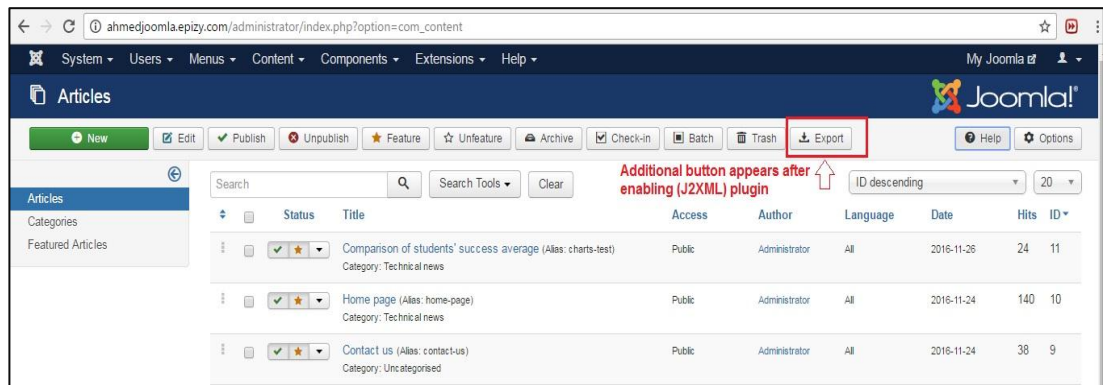 ahmedjoomla.epizy.com/administrator/index.php?option=com_content
System Users Menus Content Components Extensions Help My Joomla
Articles Joomla!®
New Edit Publish Unpublish Feature Unfeature Archive Check-in Batch Trash Export Help Options
Additional button appears after
enabling (J2XML) plugin
Search Search Tools Clear ID descending 20
Articles
Categories
Featured Articles
Status Title Access Author Language Date Hits ID
Comparison of students' success average (Alias: charts-test) Public Administrator All 2016-11-26 24 11
Category: Technical news
Home page (Alias: home-page) Public Administrator All 2016-11-24 140 10
Category: Technical news
Contact us (Alias: contact-us) Public Administrator All 2016-11-24 38 9
Category: Uncategorised